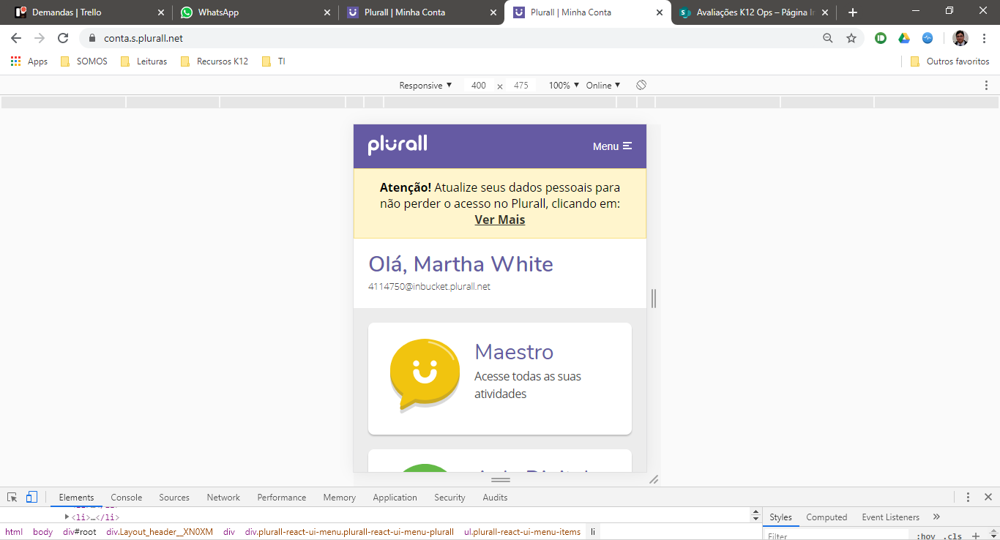 Demandas | Trello
WhatsApp
Plurall | Minha Conta
Plurall | Minha Conta
Avaliações K12 Ops – Página Ir
conta.s.plurall.net
Apps
SOMOS
Leituras
Recursos K12
TI
Outros favoritos
Responsive
400
×
475
100%
Online
plurall
Menu
Atenção! Atualize seus dados pessoais para
não perder o acesso no Plurall, clicando em:
Ver Mais
Olá, Martha White
4114750@inbucket.plurall.net
Maestro
Acesse todas as suas
atividades
Elements
Console
Sources
Network
Performance
Memory
Application
Security
Audits
<li>…</li>
Styles
Computed
Event Listeners
»
html
body
div#root
div.Layout_header__XN0XM
div
div.plurall-react-ui-menu.plurall-react-ui-menu-plurall
ul.plurall-react-ui-menu-items
li
Filter
:hov
.cls